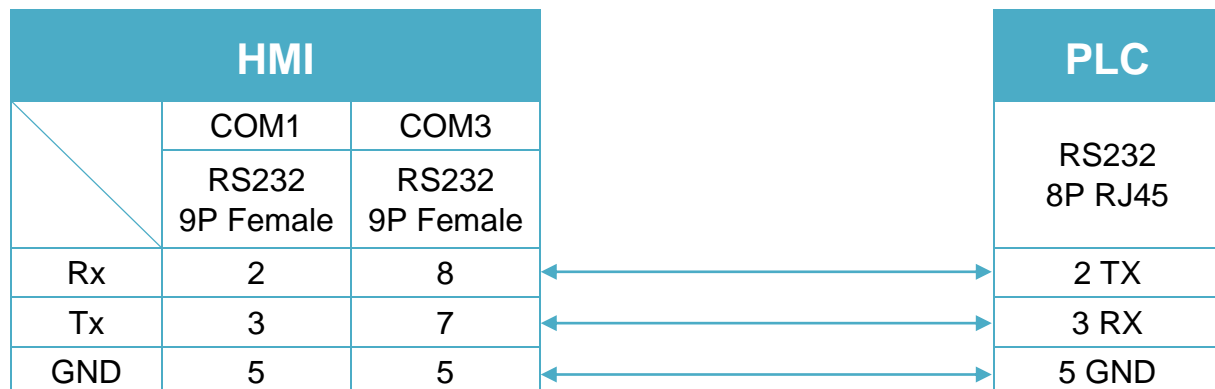 HMI PLC
COM1 COM3
RS232
9P Female
RS232
9P Female
RS232
8P RJ45
Rx 2 8 2 TX
Tx 3 7 3 RX
GND 5 5 5 GND